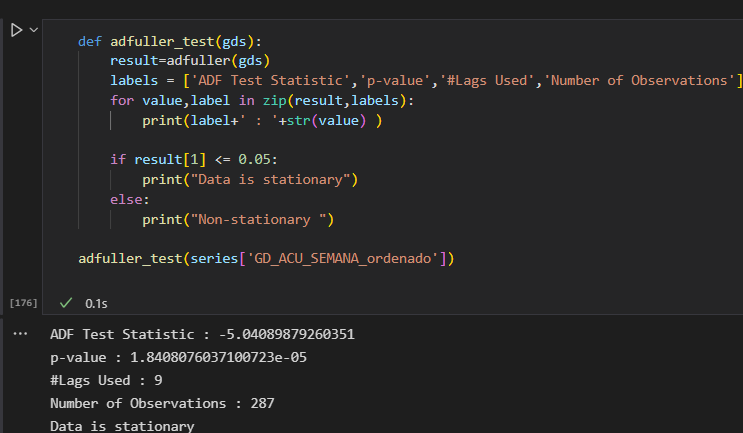 def adfuller_test(gds):
result=adfuller(gds)
labels = ['ADF Test Statistic','p-value','#Lags Used','Number of Observations']
for value,label in zip(result,labels):
print(label+' : '+str(value) )
if result[1] <= 0.05:
print("Data is stationary")
else:
print("Non-stationary ")
adfuller_test(series['GD_ACU_SEMANA_ordenado'])
[176] 0.1s
ADF Test Statistic : -5.04089879260351
p-value : 1.8408076037100723e-05
#Lags Used : 9
Number of Observations : 287
Data is stationary